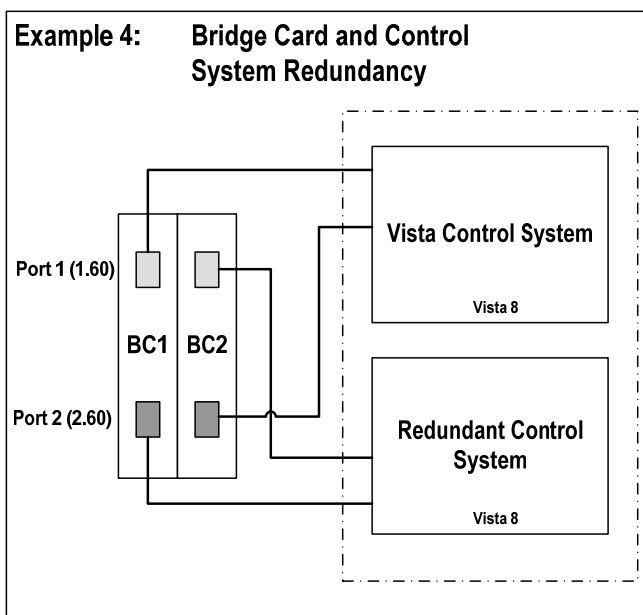 Example 4: Bridge Card and Control
System Redundancy
Vista Control System
Vista 8
Port 1 (1.60)
BC1 BC2
Port 2 (2.60)
Redundant Control
System
Vista 8